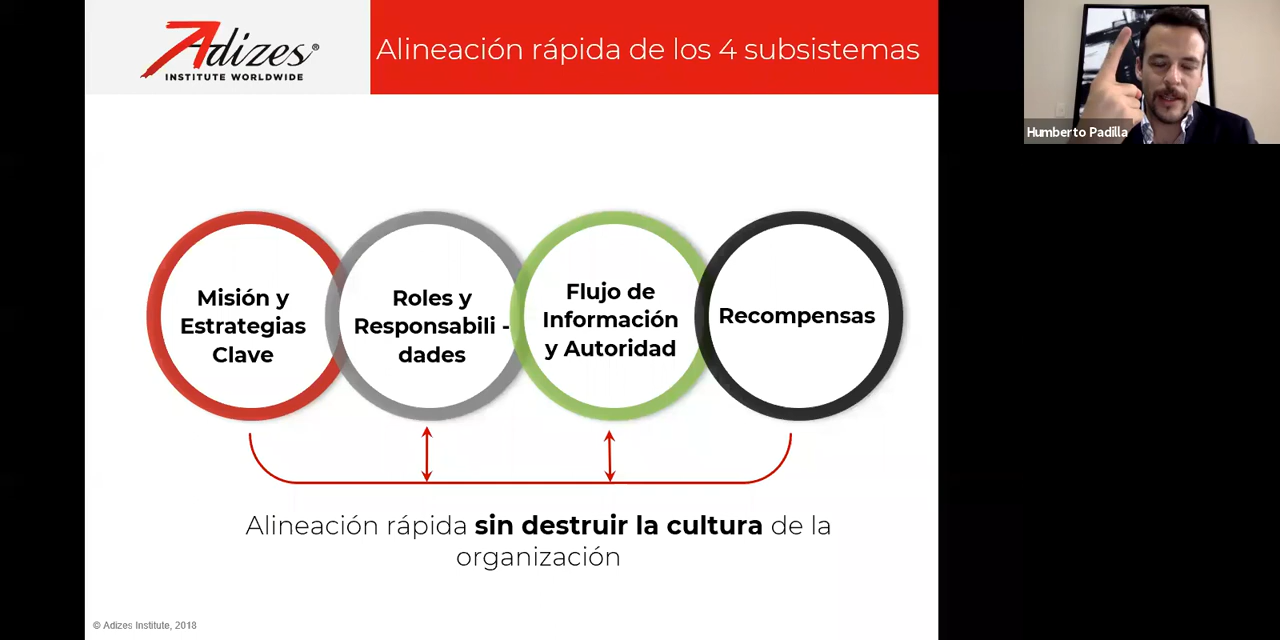 Adizes®
INSTITUTE WORLDWIDE
Alineación rápida de los 4 subsistemas
Humberto Padilla
Misión y
Estrategias
Clave
Roles y
Responsabili -
dades
Flujo de
Información
y Autoridad
Recompensas
Alineación rápida sin destruir la cultura de la
organización
© Adizes Institute, 2018